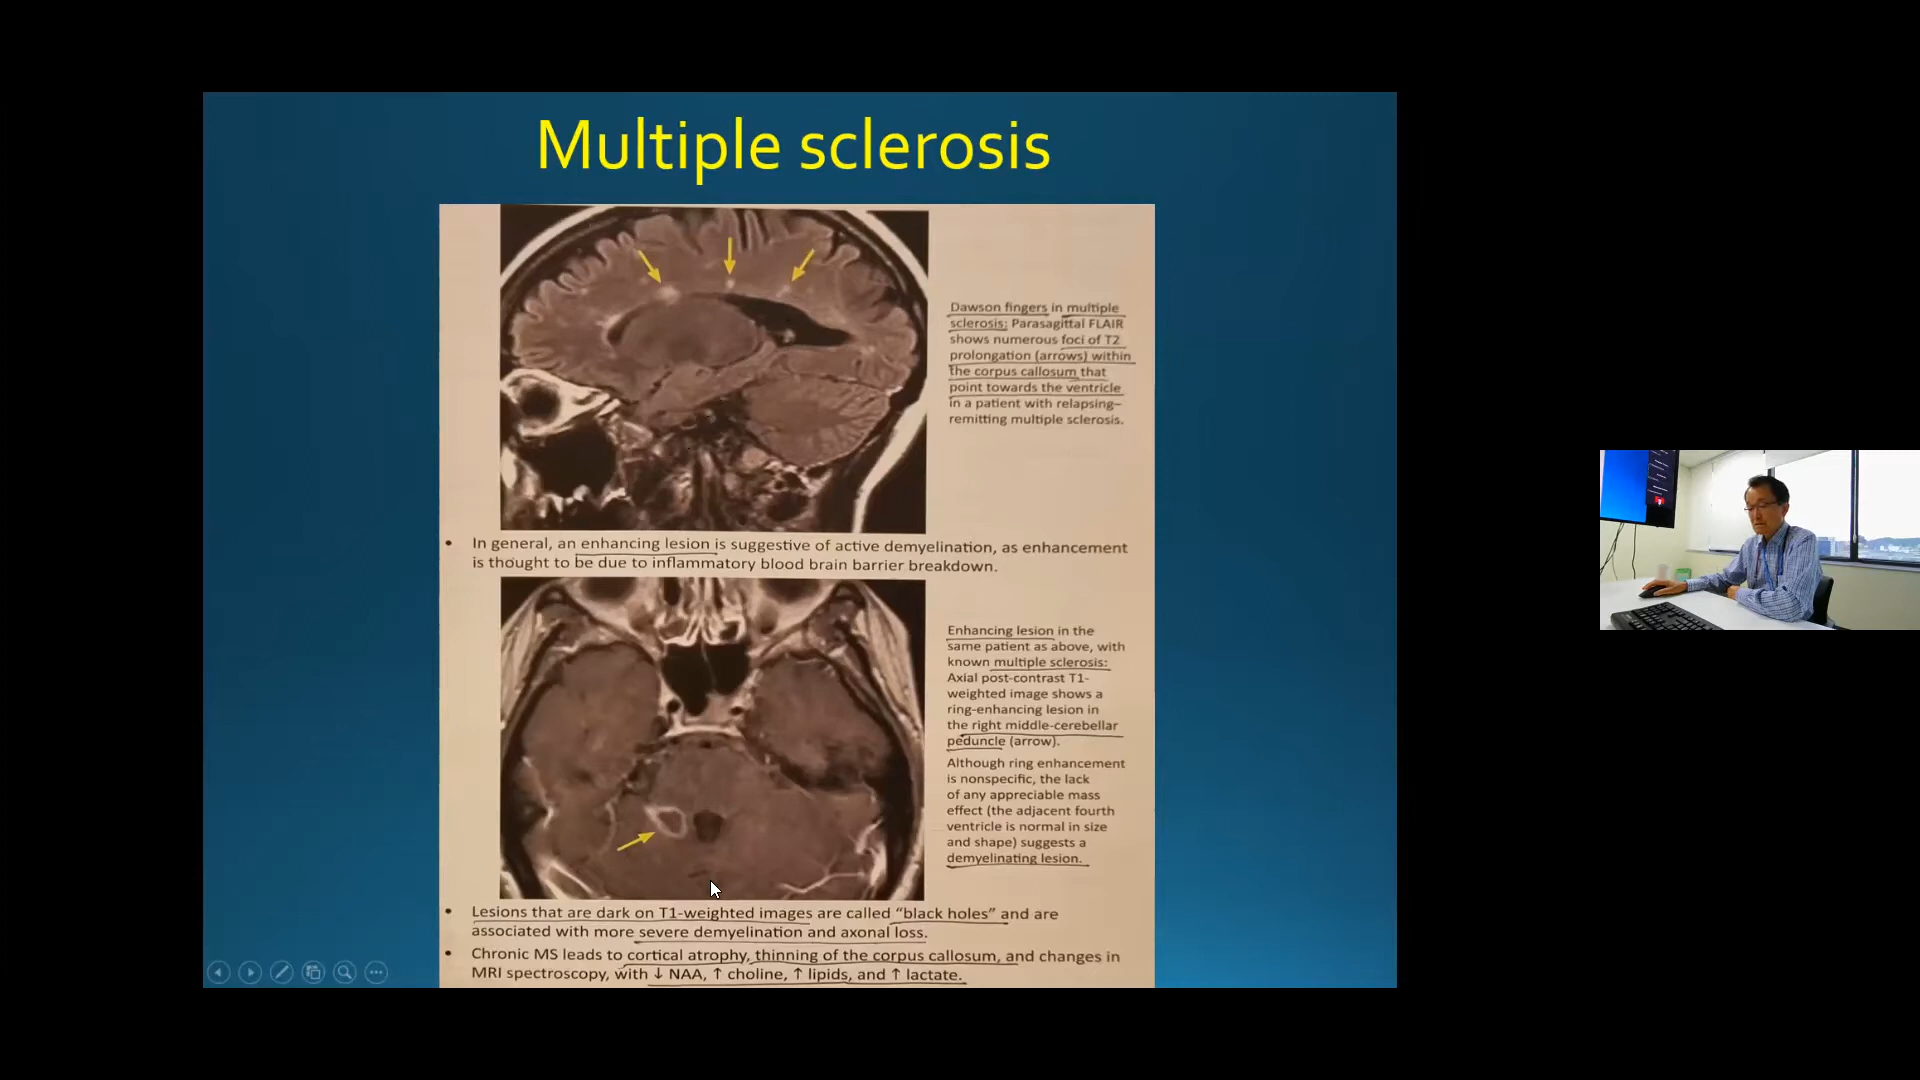 Multiple sclerosis
Dawson fingers in multiple
sclerosis: Parasagittal FLAIR
shows numerous foci of T2
prolongation (arrows) within
the corpus callosum that
point towards the ventricle
in a patient with relapsing–
remitting multiple sclerosis.
• In general, an enhancing lesion is suggestive of active demyelination, as enhancement
is thought to be due to inflammatory blood brain barrier breakdown.
Enhancing lesion in the
same patient as above, with
known multiple sclerosis:
Axial post-contrast T1-
weighted image shows a
ring-enhancing lesion in
the right middle-cerebellar
peduncle (arrow).
Although ring enhancement
is nonspecific, the lack
of any appreciable mass
effect (the adjacent fourth
ventricle is normal in size
and shape) suggests a
demyelinating lesion.
• Lesions that are dark on T1-weighted images are called “black holes” and are
associated with more severe demyelination and axonal loss.
• Chronic MS leads to cortical atrophy, thinning of the corpus callosum, and changes in
MRI spectroscopy, with ↓ NAA, ↑ choline, ↑ lipids, and ↑ lactate.